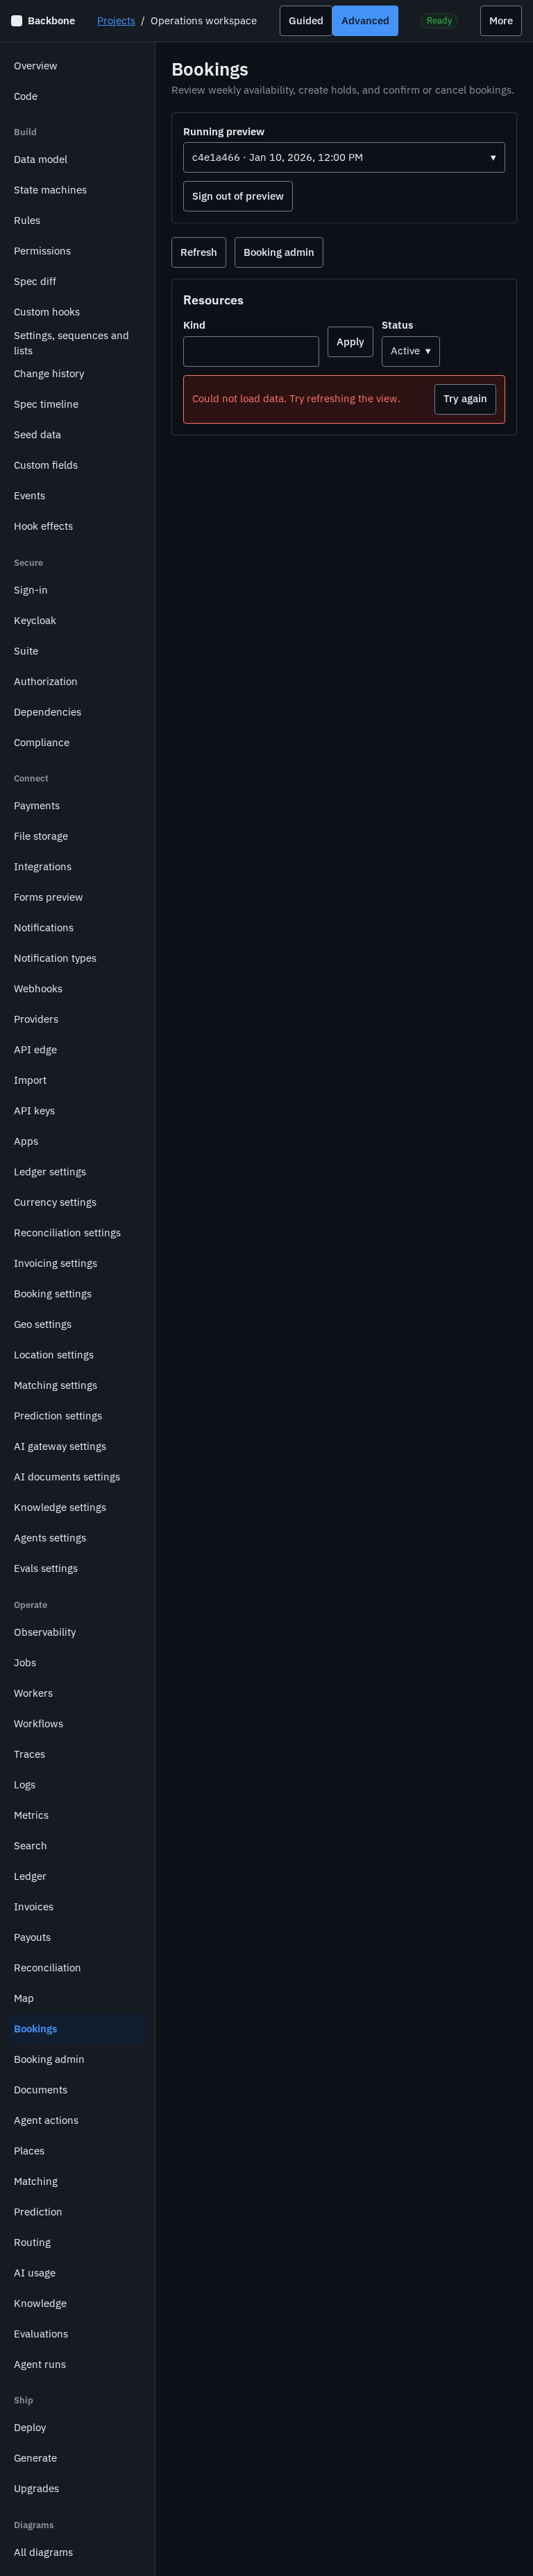 Backbone
Projects / Operations workspace
Guided
Advanced
Ready
More
Overview
Code
Build
Data model
State machines
Rules
Permissions
Spec diff
Custom hooks
Settings, sequences and
lists
Change history
Spec timeline
Seed data
Custom fields
Events
Hook effects
Secure
Sign-in
Keycloak
Suite
Authorization
Dependencies
Compliance
Connect
Payments
File storage
Integrations
Forms preview
Notifications
Notification types
Webhooks
Providers
API edge
Import
API keys
Apps
Ledger settings
Currency settings
Reconciliation settings
Invoicing settings
Booking settings
Geo settings
Location settings
Matching settings
Prediction settings
AI gateway settings
AI documents settings
Knowledge settings
Agents settings
Evals settings
Operate
Observability
Jobs
Workers
Workflows
Traces
Logs
Metrics
Search
Ledger
Invoices
Payouts
Reconciliation
Map
Bookings
Booking admin
Documents
Agent actions
Places
Matching
Prediction
Routing
AI usage
Knowledge
Evaluations
Agent runs
Ship
Deploy
Generate
Upgrades
Diagrams
All diagrams
Bookings
Review weekly availability, create holds, and confirm or cancel bookings.
Running preview
c4e1a466 · Jan 10, 2026, 12:00 PM
Sign out of preview
Refresh
Booking admin
Resources
Kind
Apply
Status
Active
Could not load data. Try refreshing the view.
Try again